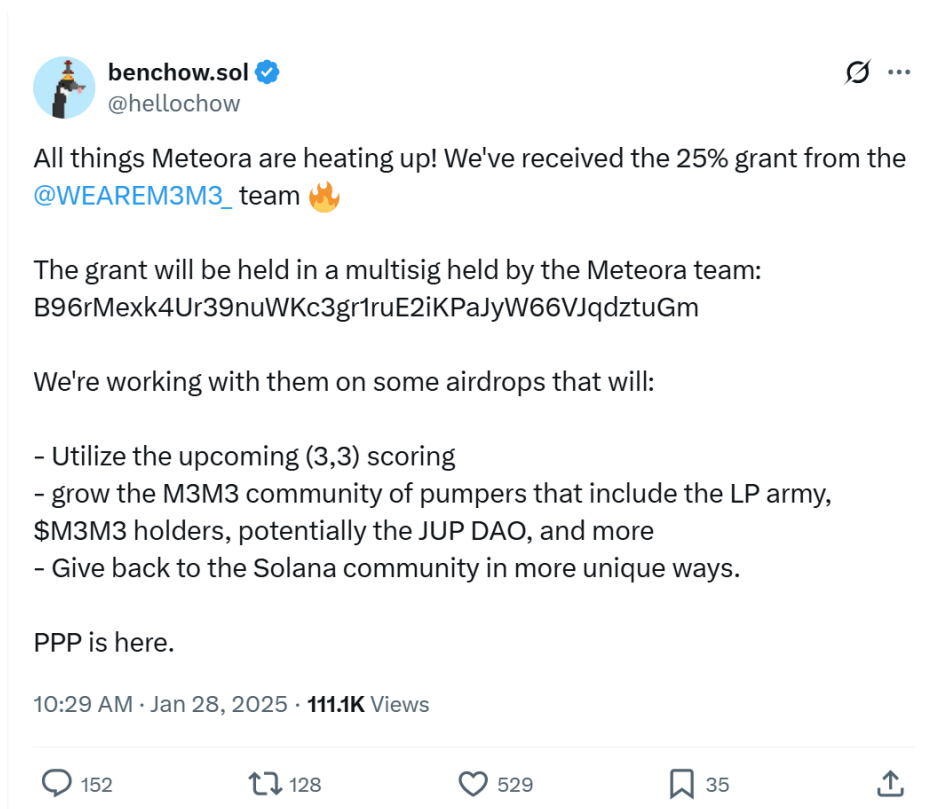 benchow.sol
@hellochow
All things Meteora are heating up! We've received the 25% grant from the
@WEAREM3M3_ team 🔥
The grant will be held in a multisig held by the Meteora team:
B96rMexk4Ur39nuWKc3gr1ruE2iKPaJyW66VJqdztuGm
We're working with them on some airdrops that will:
- Utilize the upcoming (3,3) scoring
- grow the M3M3 community of pumpers that include the LP army,
$M3M3 holders, potentially the JUP DAO, and more
- Give back to the Solana community in more unique ways.
PPP is here.
10:29 AM · Jan 28, 2025 · 111.1K Views
152 128 529 35